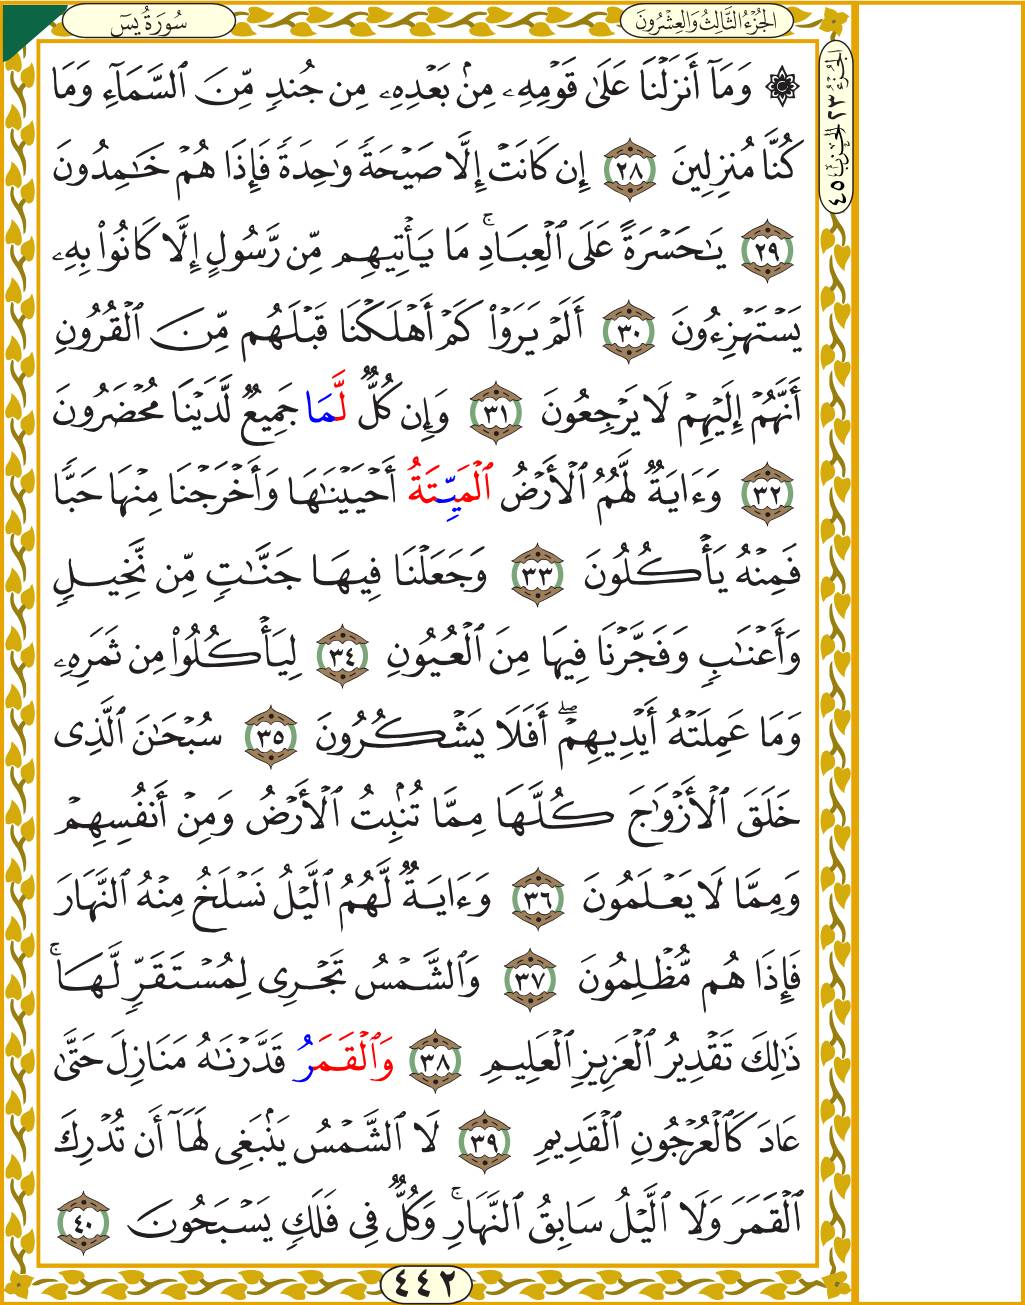 سُورَةُ يسٓ
الجُزْءُ الثَّالِثُ وَالعِشْرُونَ
الجُزْءُ ٢٣ الحِزْبُ ٤٥
۞ وَمَآ أَنزَلْنَا عَلَىٰ قَوْمِهِۦ مِنۢ بَعْدِهِۦ مِن جُندٍ مِّنَ ٱلسَّمَآءِ وَمَا
كُنَّا مُنزِلِينَ ٢٨ إِن كَانَتْ إِلَّا صَيْحَةً وَٰحِدَةً فَإِذَا هُمْ خَٰمِدُونَ
٢٩ يَٰحَسْرَةً عَلَى ٱلْعِبَادِ ۚ مَا يَأْتِيهِم مِّن رَّسُولٍ إِلَّا كَانُوا۟ بِهِۦ
يَسْتَهْزِءُونَ ٣٠ أَلَمْ يَرَوْا۟ كَمْ أَهْلَكْنَا قَبْلَهُم مِّنَ ٱلْقُرُونِ
أَنَّهُمْ إِلَيْهِمْ لَا يَرْجِعُونَ ٣١ وَإِن كُلٌّ لَّمَا جَمِيعٌ لَّدَيْنَا مُحْضَرُونَ
٣٢ وَءَايَةٌ لَّهُمُ ٱلْأَرْضُ ٱلْمَيِّتَةُ أَحْيَيْنَٰهَا وَأَخْرَجْنَا مِنْهَا حَبًّا
فَمِنْهُ يَأْكُلُونَ ٣٣ وَجَعَلْنَا فِيهَا جَنَّٰتٍ مِّن نَّخِيلٍ
وَأَعْنَٰبٍ وَفَجَّرْنَا فِيهَا مِنَ ٱلْعُيُونِ ٣٤ لِيَأْكُلُوا۟ مِن ثَمَرِهِۦ
وَمَا عَمِلَتْهُ أَيْدِيهِمْ ۖ أَفَلَا يَشْكُرُونَ ٣٥ سُبْحَٰنَ ٱلَّذِى
خَلَقَ ٱلْأَزْوَٰجَ كُلَّهَا مِمَّا تُنۢبِتُ ٱلْأَرْضُ وَمِنْ أَنفُسِهِمْ
وَمِمَّا لَا يَعْلَمُونَ ٣٦ وَءَايَةٌ لَّهُمُ ٱلَّيْلُ نَسْلَخُ مِنْهُ ٱلنَّهَارَ
فَإِذَا هُم مُّظْلِمُونَ ٣٧ وَٱلشَّمْسُ تَجْرِى لِمُسْتَقَرٍّ لَّهَا ۚ
ذَٰلِكَ تَقْدِيرُ ٱلْعَزِيزِ ٱلْعَلِيمِ ٣٨ وَٱلْقَمَرُ قَدَّرْنَٰهُ مَنَازِلَ حَتَّىٰ
عَادَ كَٱلْعُرْجُونِ ٱلْقَدِيمِ ٣٩ لَا ٱلشَّمْسُ يَنۢبَغِى لَهَآ أَن تُدْرِكَ
ٱلْقَمَرَ وَلَا ٱلَّيْلُ سَابِقُ ٱلنَّهَارِ ۚ وَكُلٌّ فِى فَلَكٍ يَسْبَحُونَ ٤٠
٤٤٢